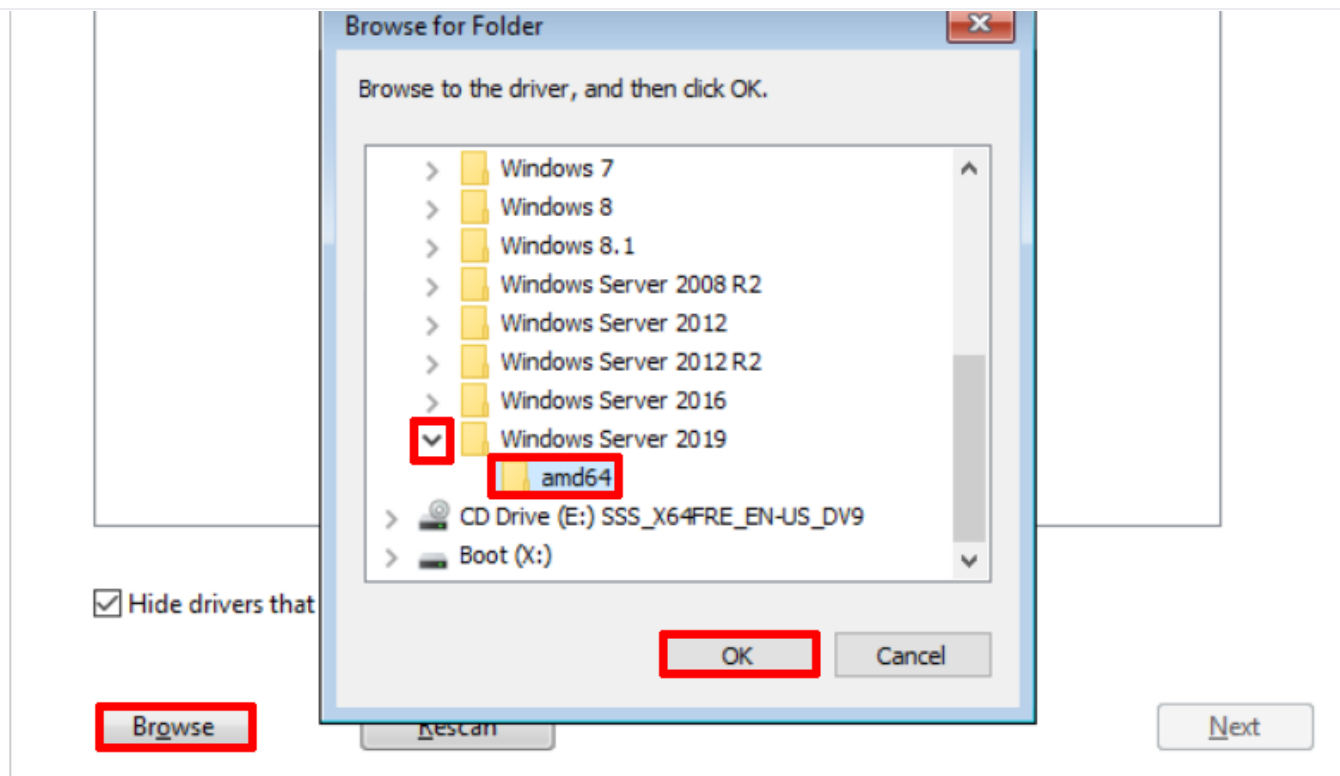 Browse for Folder
Browse to the driver, and then click OK.
Windows 7
Windows 8
Windows 8.1
Windows Server 2008 R2
Windows Server 2012
Windows Server 2012 R2
Windows Server 2016
Windows Server 2019
amd64
CD Drive (E:) SSS_X64FRE_EN-US_DV9
Boot (X:)
Hide drivers that
OK Cancel
Browse Rescan Next